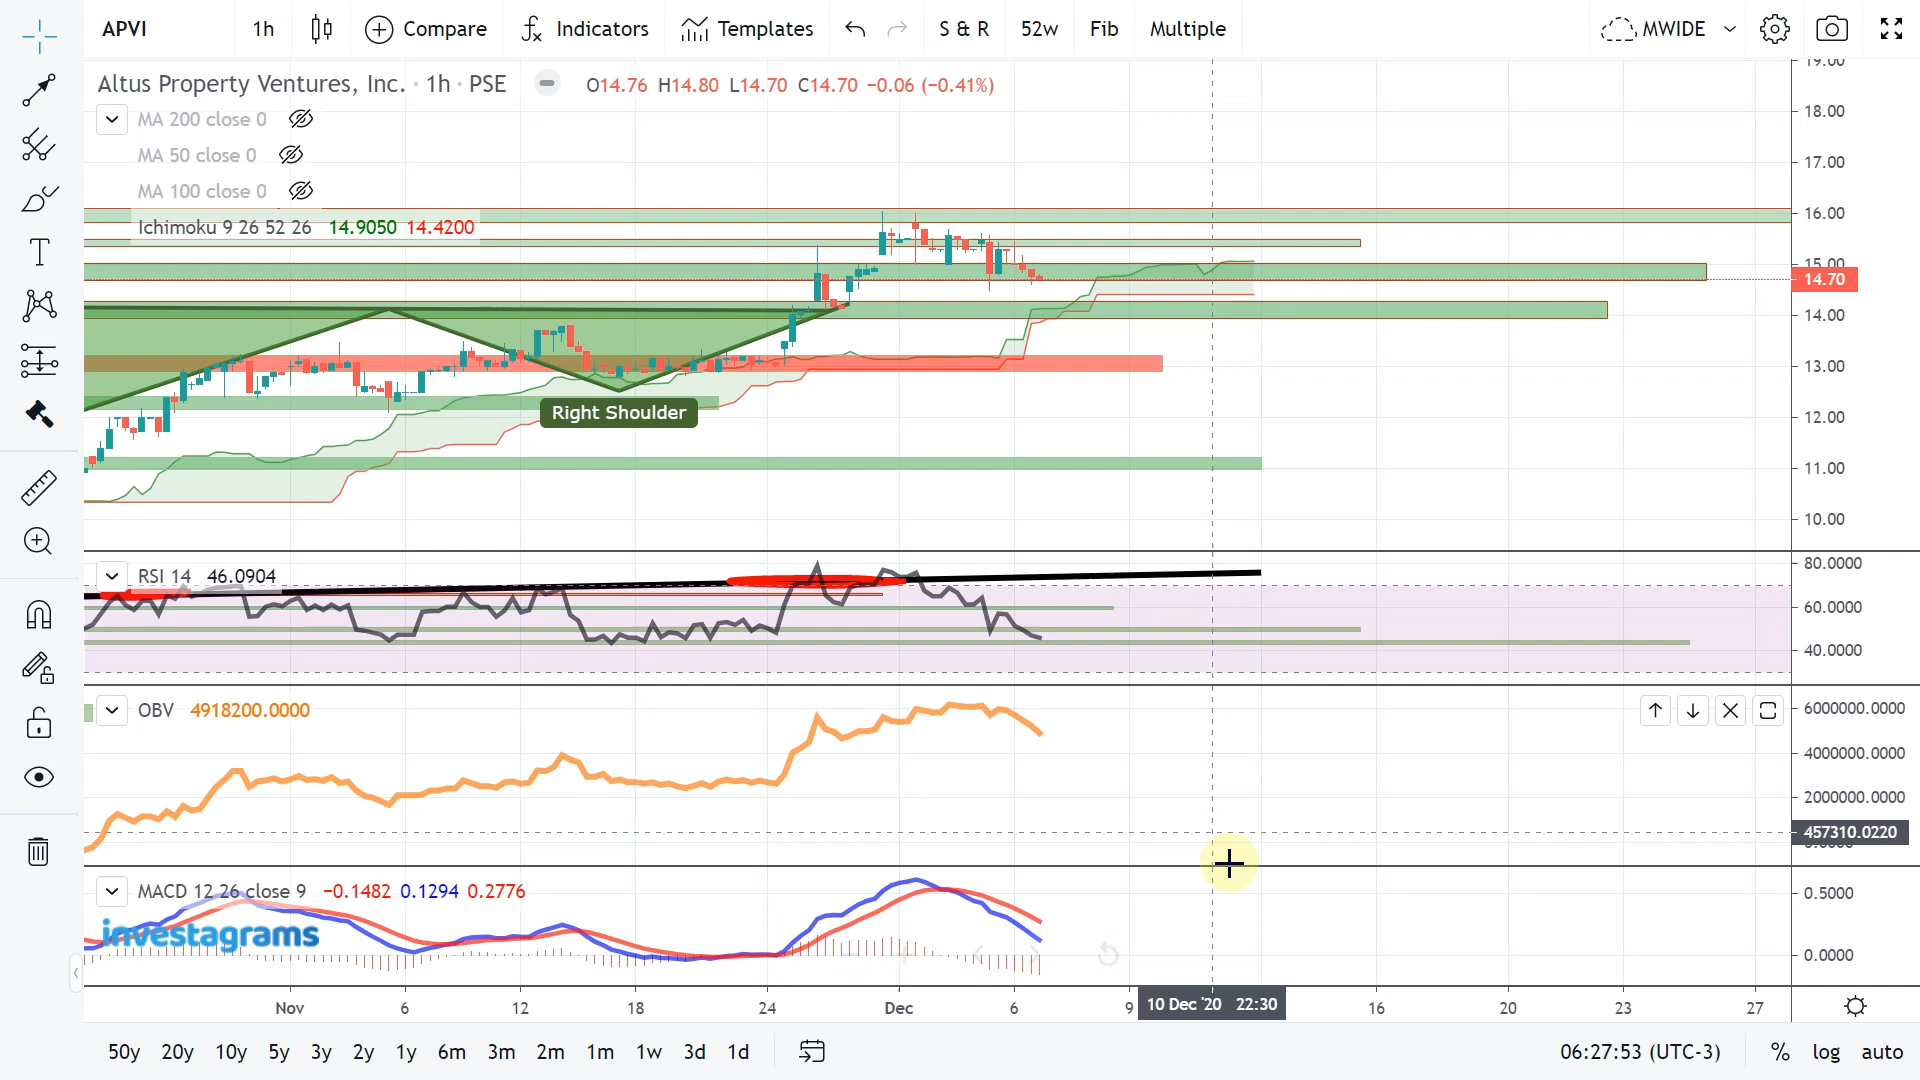 APVI 1h Compare Indicators Templates S & R 52w Fib Multiple MWIDE
Altus Property Ventures, Inc. · 1h · PSE O14.76 H14.80 L14.70 C14.70 −0.06 (−0.41%)
MA 200 close 0
MA 50 close 0
MA 100 close 0
Ichimoku 9 26 52 26 14.9050 14.4200
19.00
18.00
17.00
16.00
15.00
14.70
14.00
13.00
12.00
11.00
10.00
Right Shoulder
RSI 14 46.0904
80.0000
60.0000
40.0000
OBV 4918200.0000
6000000.0000
4000000.0000
2000000.0000
457310.0220
MACD 12 26 close 9 −0.1482 0.1294 0.2776
0.5000
0.0000
investagrams
Nov 6 12 18 24 Dec 6 9 10 Dec '20 22:30 16 20 23 27
50y 20y 10y 5y 3y 2y 1y 6m 3m 2m 1m 1w 3d 1d 06:27:53 (UTC-3) % log auto